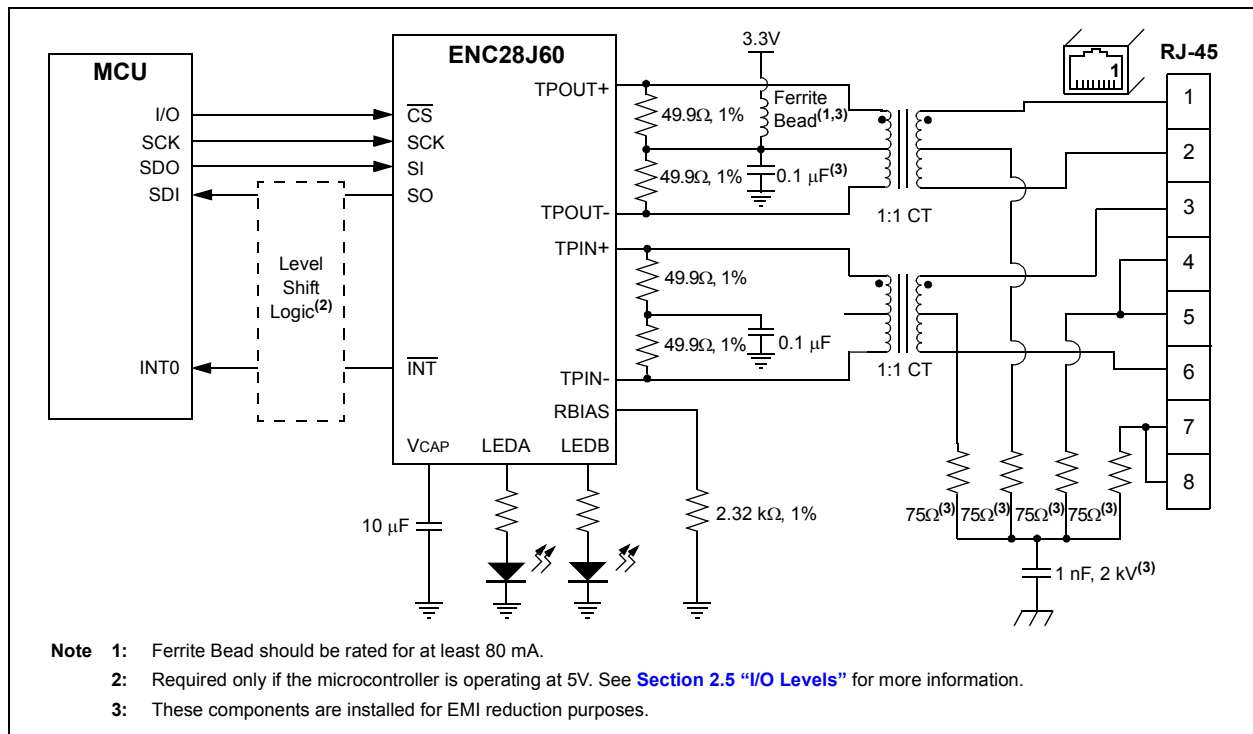 MCU
I/O
SCK
SDO
SDI
INT0
Level
Shift
Logic(2)
ENC28J60
CS
SCK
SI
SO
INT
TPOUT+
TPOUT-
TPIN+
TPIN-
RBIAS
VCAP LEDA LEDB
10 µF
2.32 kΩ, 1%
3.3V
Ferrite
Bead(1,3)
49.9Ω, 1%
49.9Ω, 1%
0.1 µF(3)
1:1 CT
49.9Ω, 1%
49.9Ω, 1%
0.1 µF
1:1 CT
1
RJ-45
1
2
3
4
5
6
7
8
75Ω(3) 75Ω(3) 75Ω(3) 75Ω(3)
1 nF, 2 kV(3)
Note 1: Ferrite Bead should be rated for at least 80 mA.
2: Required only if the microcontroller is operating at 5V. See Section 2.5 “I/O Levels” for more information.
3: These components are installed for EMI reduction purposes.